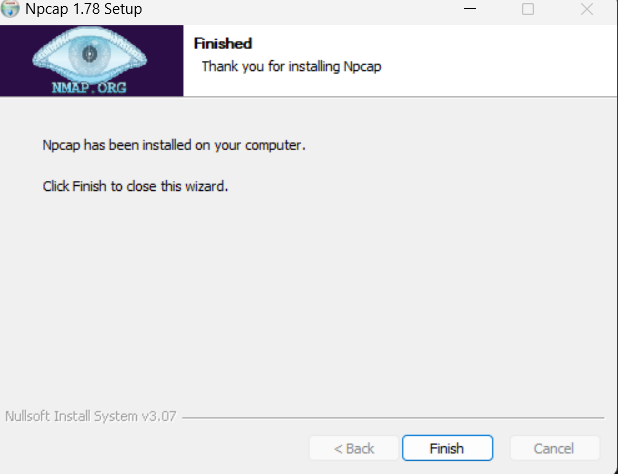 Npcap 1.78 Setup
NMAP.ORG
Finished
Thank you for installing Npcap
Npcap has been installed on your computer.
Click Finish to close this wizard.
Nullsoft Install System v3.07
< Back
Finish
Cancel